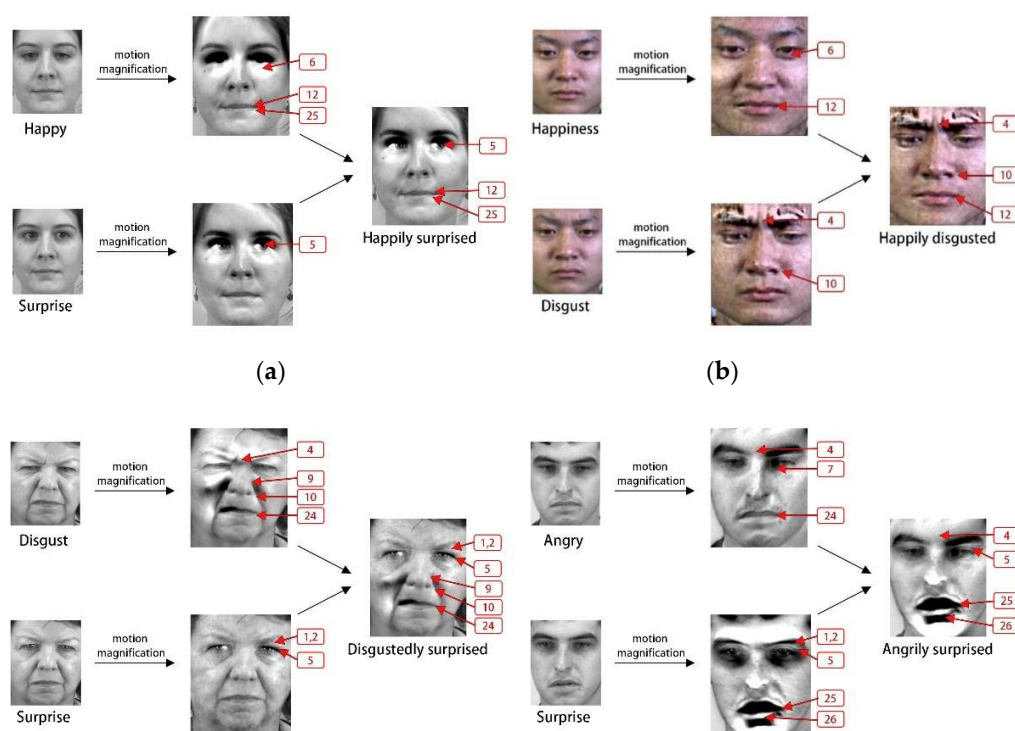 Happy
motion
magnification
6
12
25
Surprise
motion
magnification
5
5
12
25
Happily surprised
(a)
Happiness
motion
magnification
6
12
Disgust
motion
magnification
4
10
4
10
12
Happily disgusted
(b)
Disgust
motion
magnification
4
9
10
24
Surprise
motion
magnification
1,2
5
1,2
5
9
10
24
Disgustedly surprised
Angry
motion
magnification
4
7
24
Surprise
motion
magnification
1,2
5
25
26
4
5
25
26
Angrily surprised